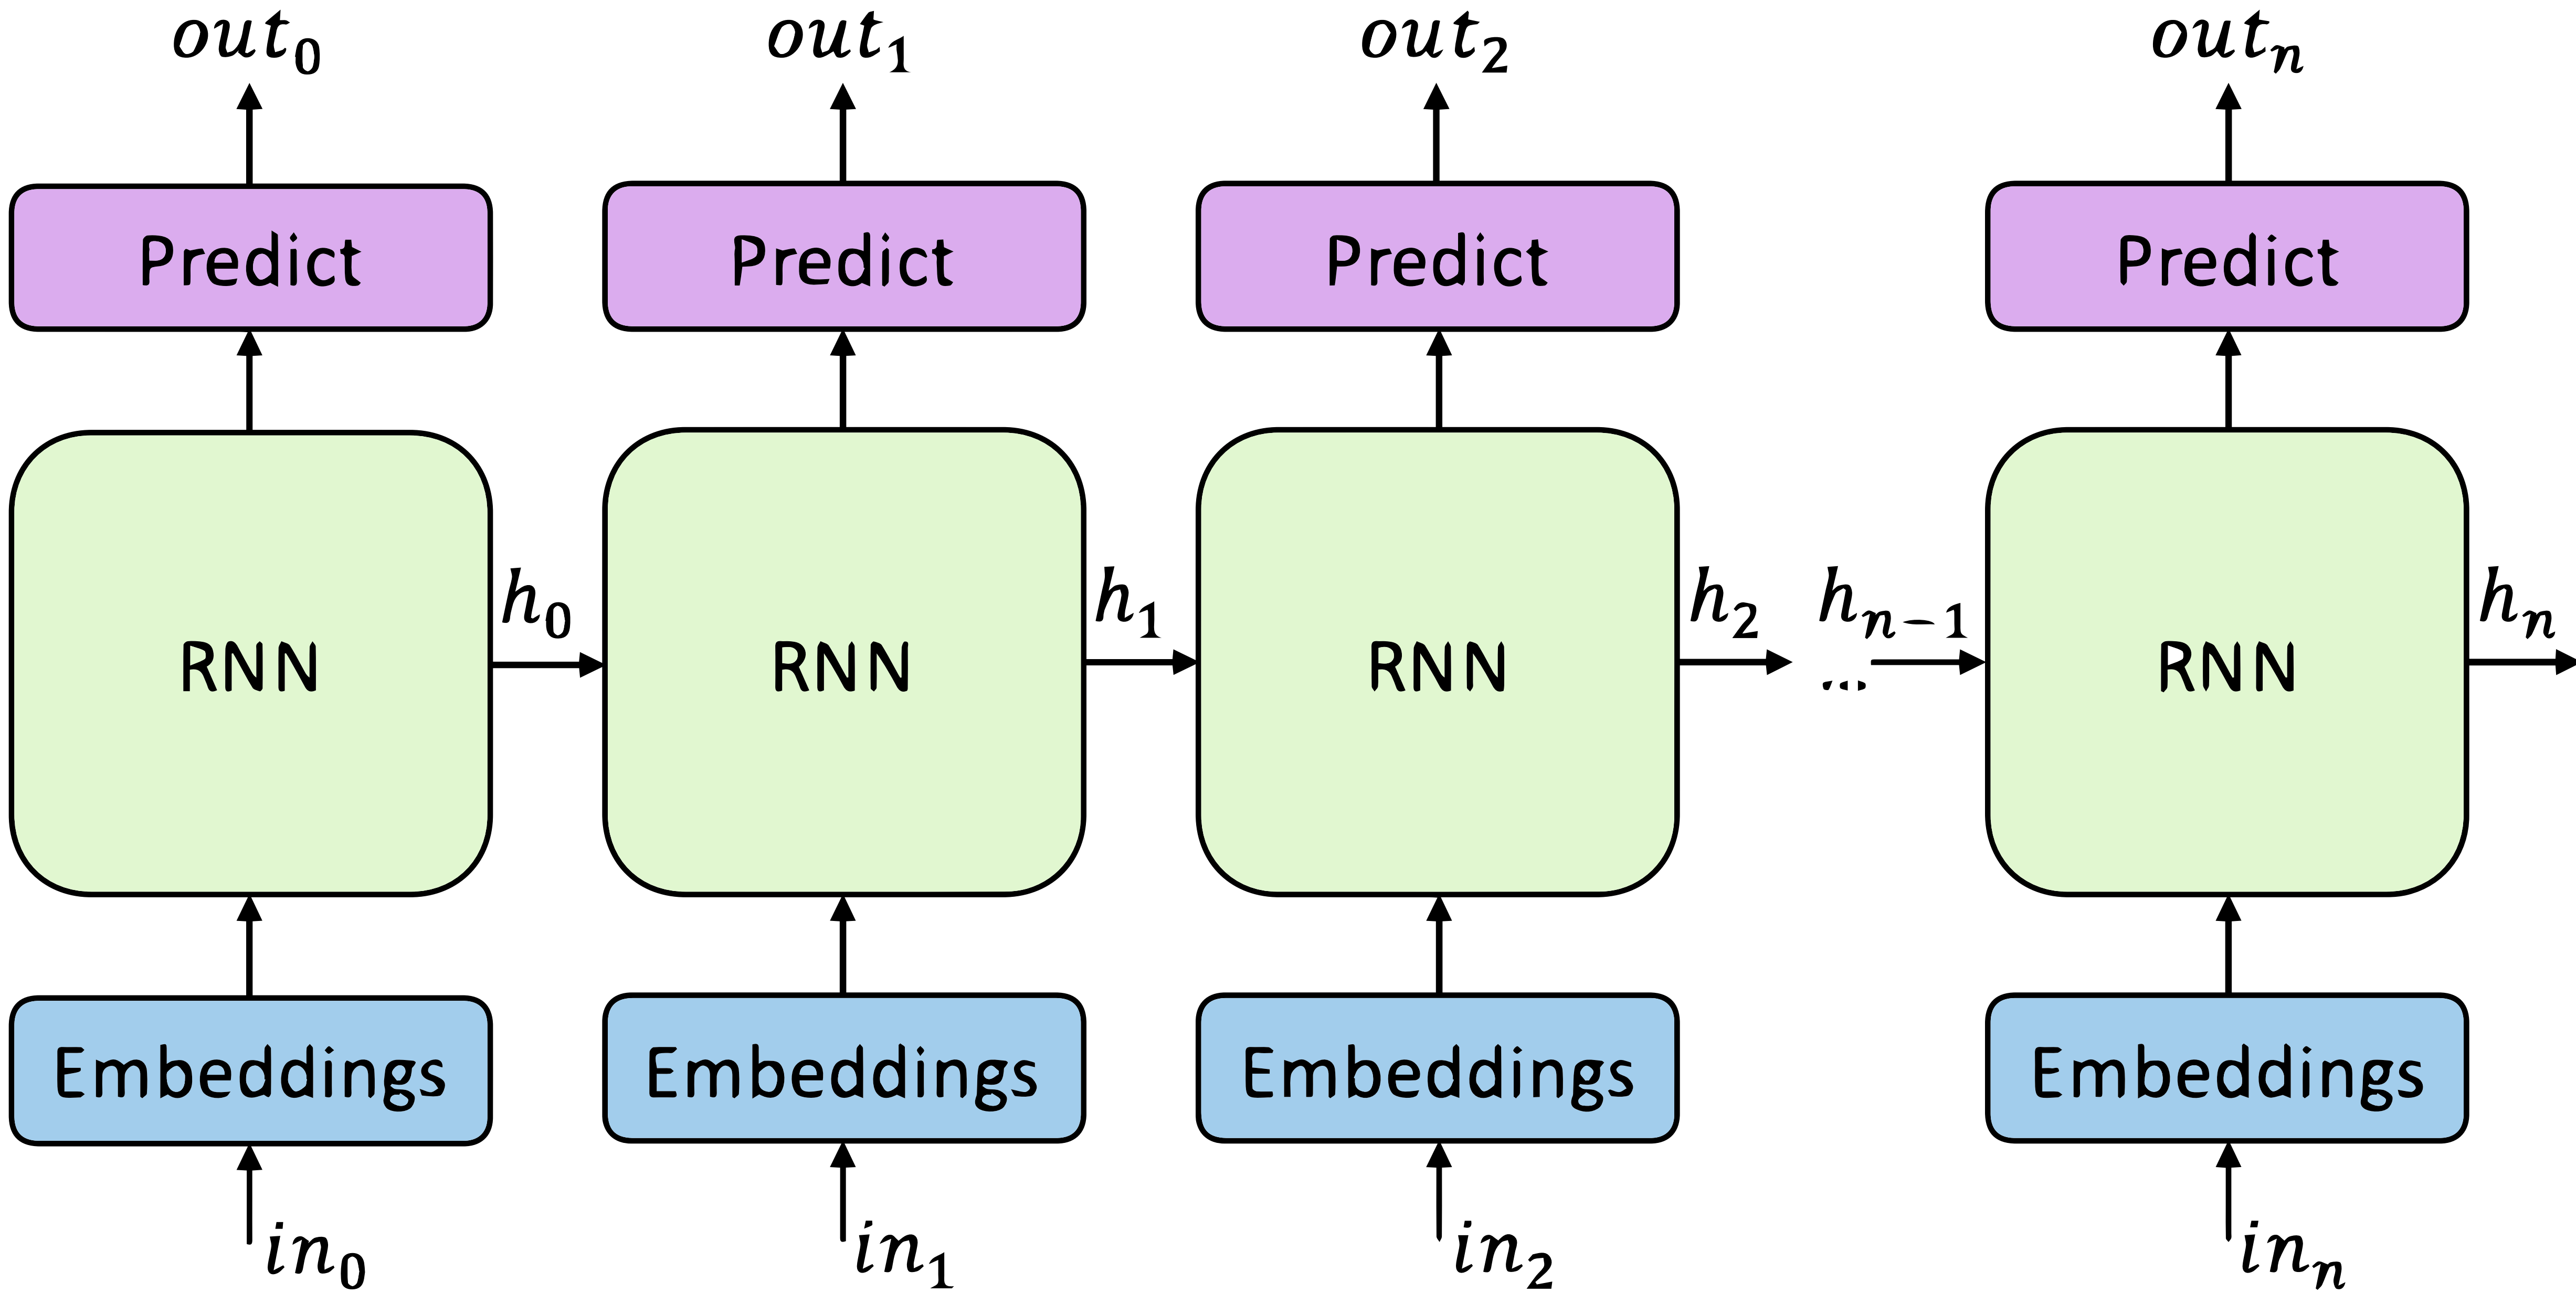 out₀ out₁ out₂ outₙ
Predict Predict Predict Predict
h₀ h₁ h₂ hₙ₋₁ hₙ
RNN RNN RNN ... RNN
Embeddings Embeddings Embeddings Embeddings
in₀ in₁ in₂ inₙ